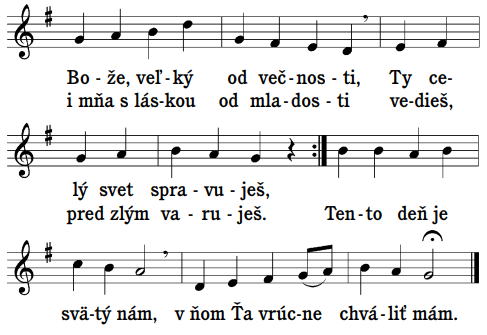 Bo - že, veľ - ký od več - nos - ti, Ty ce-
i mňa s lás - kou od mla - dos - ti ve - dieš,
lý svet spra - vu - ješ,
pred zlým va - ru - ješ. Ten - to deň je
svä - tý nám, v ňom Ťa vrúc - ne chvá - liť mám.